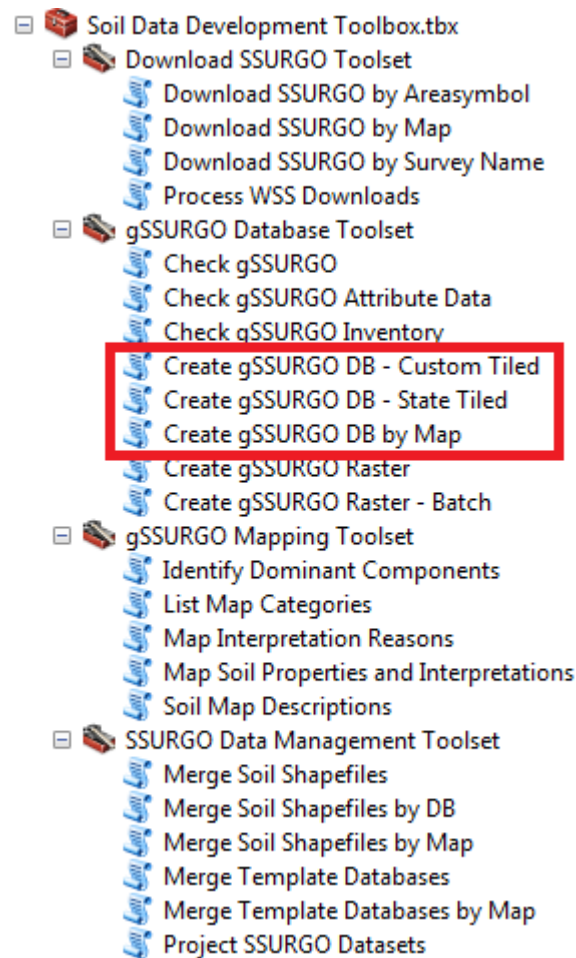 Soil Data Development Toolbox.tbx
Download SSURGO Toolset
Download SSURGO by Areasymbol
Download SSURGO by Map
Download SSURGO by Survey Name
Process WSS Downloads
gSSURGO Database Toolset
Check gSSURGO
Check gSSURGO Attribute Data
Check gSSURGO Inventory
Create gSSURGO DB - Custom Tiled
Create gSSURGO DB - State Tiled
Create gSSURGO DB by Map
Create gSSURGO Raster
Create gSSURGO Raster - Batch
gSSURGO Mapping Toolset
Identify Dominant Components
List Map Categories
Map Interpretation Reasons
Map Soil Properties and Interpretations
Soil Map Descriptions
SSURGO Data Management Toolset
Merge Soil Shapefiles
Merge Soil Shapefiles by DB
Merge Soil Shapefiles by Map
Merge Template Databases
Merge Template Databases by Map
Project SSURGO Datasets